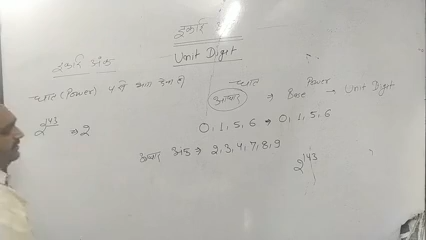 इकाई
Unit Digit
इकाई अंक
घात (Power) 4 से भाग देना है
घात Power
आधार → Base → Unit Digit
2^143 ⇒ 2
0, 1, 5, 6 ⇒ 0, 1, 5, 6
आधार अंक ⇒ 2, 3, 4, 7, 8, 9
2^143